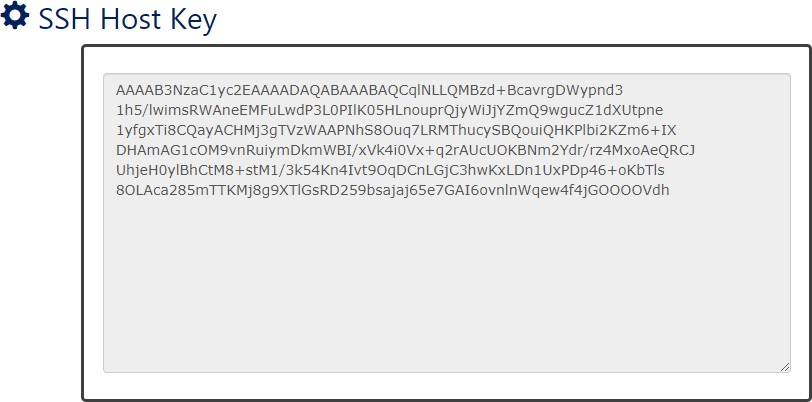 SSH Host Key
AAAAB3NzaC1yc2EAAAADAQABAAABAQCqlNLLQMBzd+BcavrgDWypnd3
1h5/lwimsRWAneEMFuLwdP3L0PIlK05HLnouprQjyWiJjYZmQ9wgucZ1dXUtpne
1yfgxTi8CQayACHMj3gTVzWAAPNhS8Ouq7LRMThucySBQouiQHKPlbi2KZm6+IX
DHAmAG1cOM9vnRuiymDkmWBI/xVk4i0Vx+q2rAUcUOKBNm2Ydr/rz4MxoAeQRCJ
UhjeH0ylBhCtM8+stM1/3k54Kn4Ivt9OqDCnLGjC3hwKxLDn1UxPDp46+oKbTls
8OLAca285mTTKMj8g9XTlGsRD259bsajaj65e7GAI6ovnlnWqew4f4jGOOOOVdh